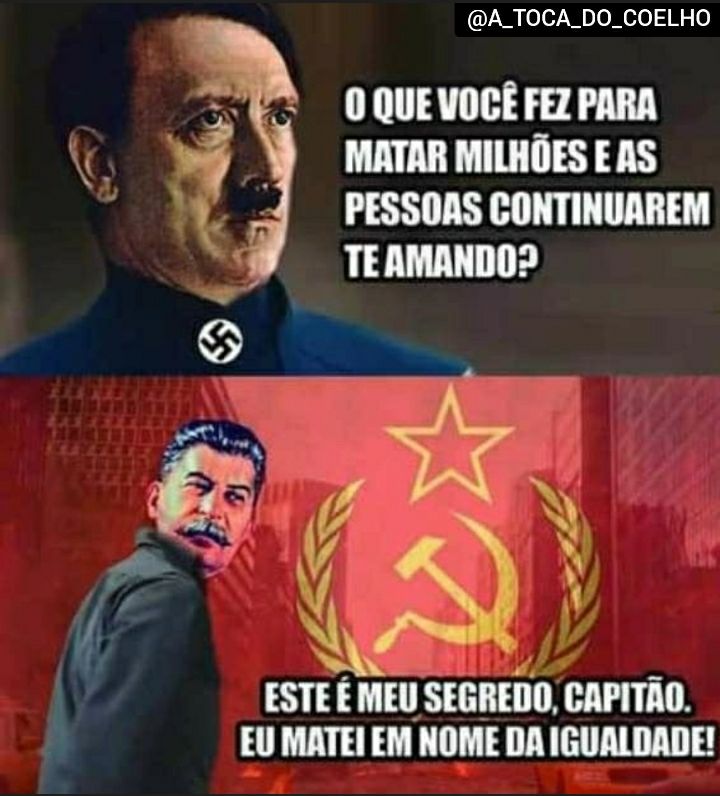 @A_TOCA_DO_COELHO
O QUE VOCÊ FEZ PARA
MATAR MILHÕES E AS
PESSOAS CONTINUAREM
TE AMANDO?
ESTE É MEU SEGREDO, CAPITÃO.
EU MATEI EM NOME DA IGUALDADE!